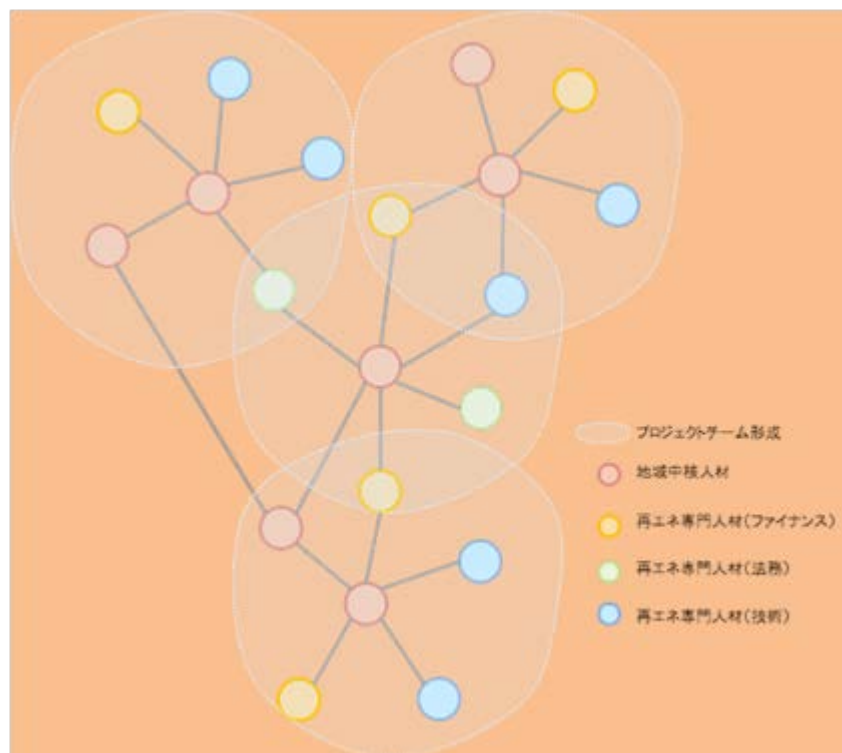 プロジェクトチーム形成
地域中核人材
再エネ専門人材(ファイナンス)
再エネ専門人材(法務)
再エネ専門人材(技術)